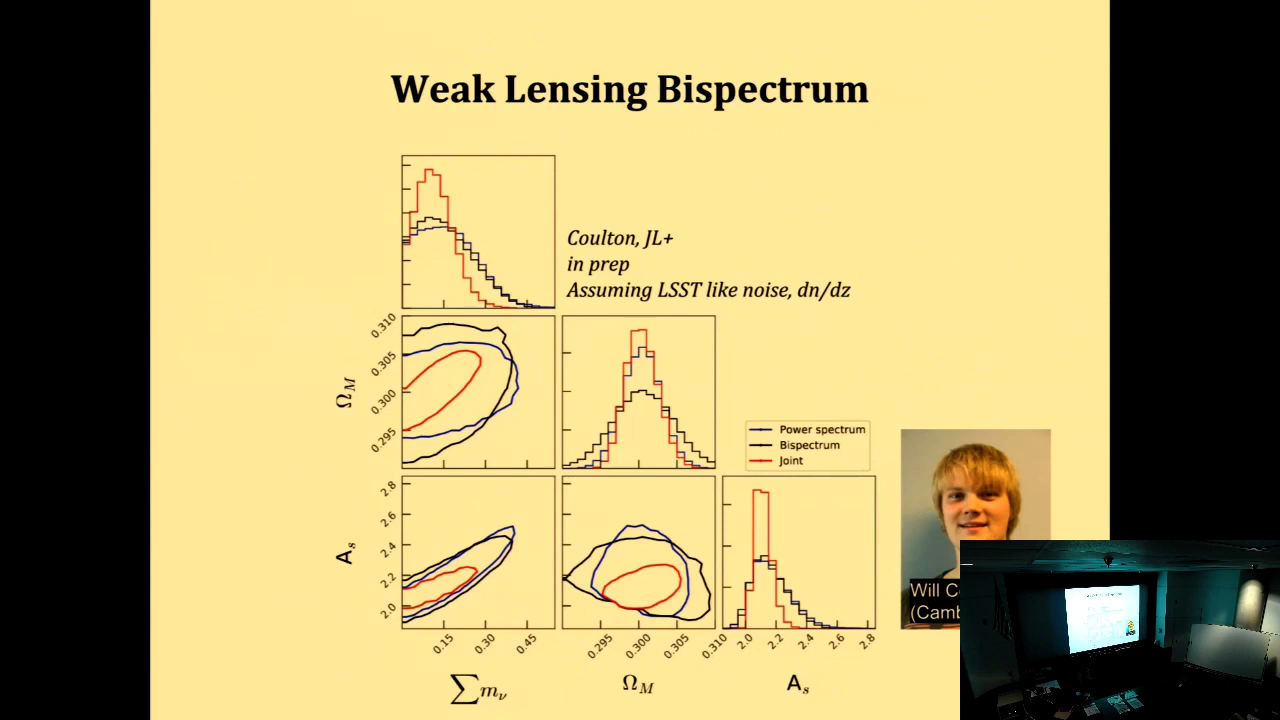 Weak Lensing Bispectrum
Coulton, JL+
in prep
Assuming LSST like noise, dn/dz
0.310
0.305
0.300
0.295
Ω_M
Power spectrum
Bispectrum
Joint
2.8
2.6
2.4
2.2
2.0
A_s
0.15
0.30
0.45
0.295
0.300
0.305
0.310
2.0
2.2
2.4
2.6
2.8
∑m_ν
Ω_M
A_s
Will C
(Camb